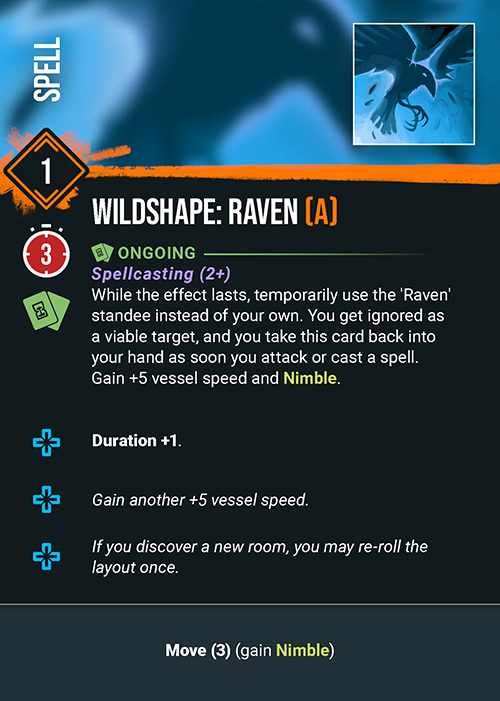 SPELL
1
WILDSHAPE: RAVEN (A)
3
ONGOING
Spellcasting (2+)
While the effect lasts, temporarily use the 'Raven'
standee instead of your own. You get ignored as
a viable target, and you take this card back into
your hand as soon you attack or cast a spell.
Gain +5 vessel speed and Nimble.
Duration +1.
Gain another +5 vessel speed.
If you discover a new room, you may re-roll the
layout once.
Move (3) (gain Nimble)